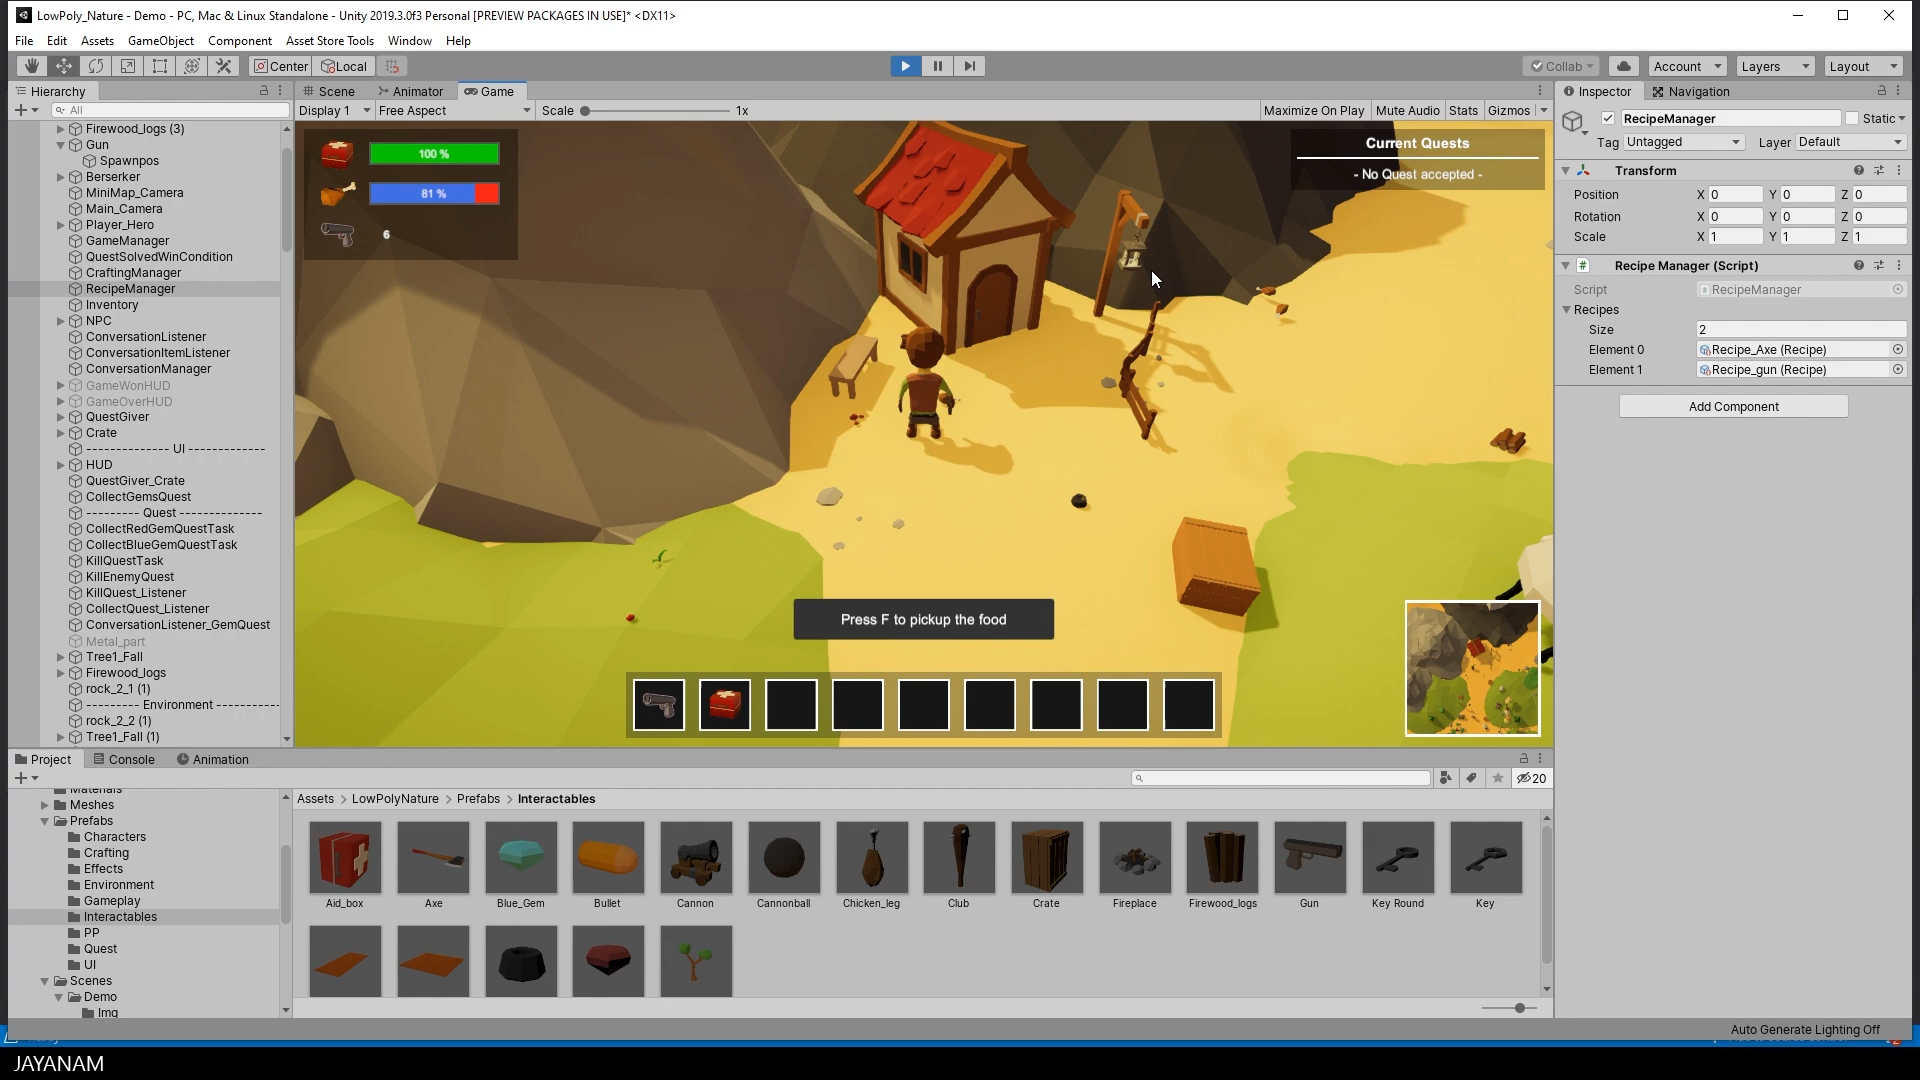 LowPoly_Nature - Demo - PC, Mac & Linux Standalone - Unity 2019.3.0f3 Personal [PREVIEW PACKAGES IN USE]* <DX11>
File Edit Assets GameObject Component Asset Store Tools Window Help
Center Local Collab Account Layers Layout
Hierarchy
All
Firewood_logs (3)
Gun
Spawnpos
Berserker
MiniMap_Camera
Main_Camera
Player_Hero
GameManager
QuestSolvedWinCondition
CraftingManager
RecipeManager
Inventory
NPC
ConversationListener
ConversationItemListener
ConversationManager
GameWonHUD
GameOverHUD
QuestGiver
Crate
-------------- UI -------------
HUD
QuestGiver_Crate
CollectGemsQuest
--------- Quest --------------
CollectRedGemQuestTask
CollectBlueGemQuestTask
KillQuestTask
KillEnemyQuest
KillQuest_Listener
CollectQuest_Listener
ConversationListener_GemQuest
Metal_part
Tree1_Fall
Firewood_logs
rock_2_1 (1)
--------- Environment -----------
rock_2_2 (1)
Tree1_Fall (1)
Scene Animator Game
Display 1 Free Aspect Scale 1x Maximize On Play Mute Audio Stats Gizmos
100 %
81 %
6
Current Quests
- No Quest accepted -
Press F to pickup the food
Inspector Navigation
RecipeManager Static
Tag Untagged Layer Default
Transform
Position X 0 Y 0 Z 0
Rotation X 0 Y 0 Z 0
Scale X 1 Y 1 Z 1
# Recipe Manager (Script)
Script RecipeManager
Recipes
Size 2
Element 0 Recipe_Axe (Recipe)
Element 1 Recipe_gun (Recipe)
Add Component
Project Console Animation
20
Materials
Meshes
Prefabs
Characters
Crafting
Effects
Environment
Gameplay
Interactables
PP
Quest
UI
Scenes
Demo
Img
Assets > LowPolyNature > Prefabs > Interactables
Aid_box Axe Blue_Gem Bullet Cannon Cannonball Chicken_leg Club Crate Fireplace Firewood_logs Gun Key Round Key
Auto Generate Lighting Off
JAYANAM